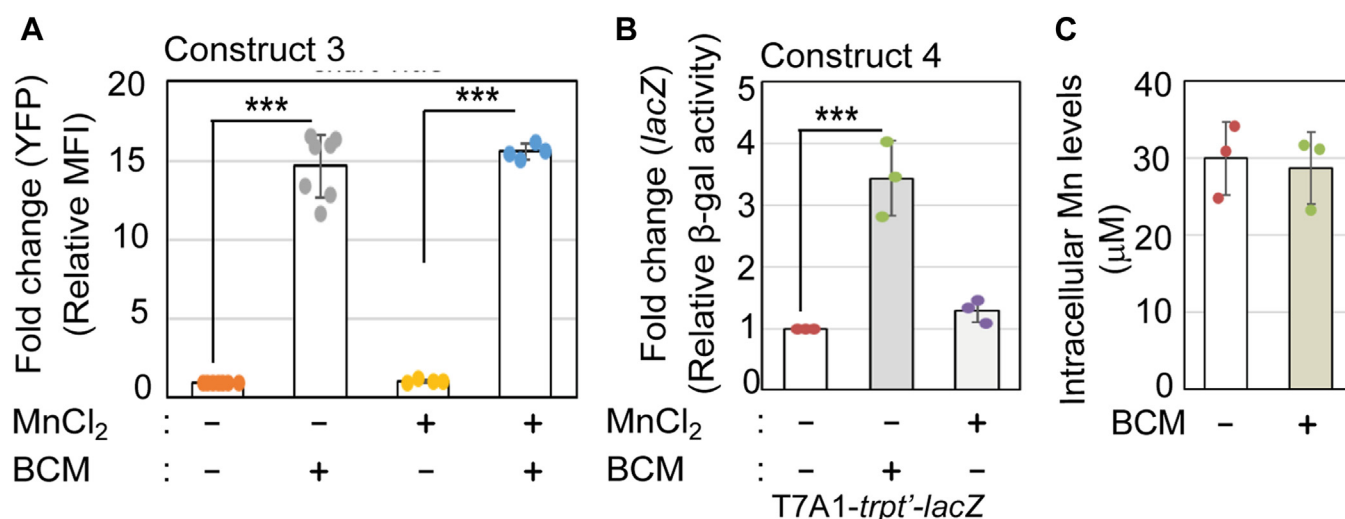 A
Construct 3
Fold change (YFP)
(Relative MFI)
20
15
10
5
0
***
***
MnCl₂ : – – + +
BCM : – + – +
B
Construct 4
Fold change (lacZ)
(Relative β-gal activity)
5
4
3
2
1
0
***
MnCl₂ : – – +
BCM : – + –
T7A1-trpt'-lacZ
C
Intracellular Mn levels
(μM)
40
30
20
10
0
BCM – +